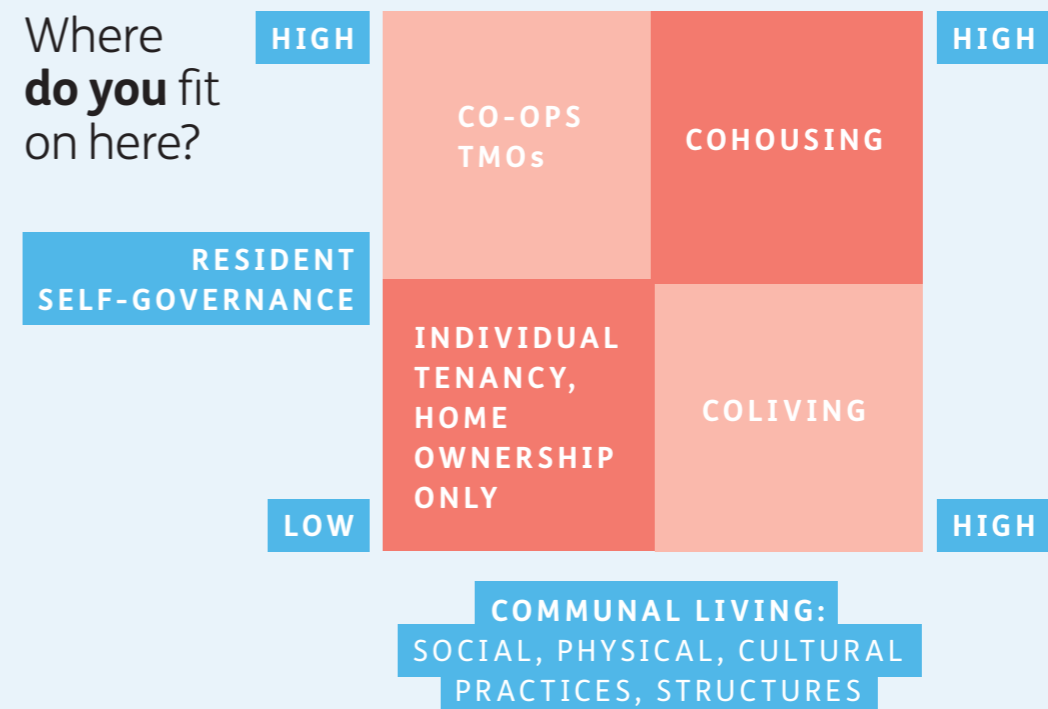 Where
do you fit
on here?
HIGH
HIGH
CO-OPS
TMOs
COHOUSING
RESIDENT
SELF-GOVERNANCE
INDIVIDUAL
TENANCY,
HOME
OWNERSHIP
ONLY
COLIVING
LOW
HIGH
COMMUNAL LIVING:
SOCIAL, PHYSICAL, CULTURAL
PRACTICES, STRUCTURES